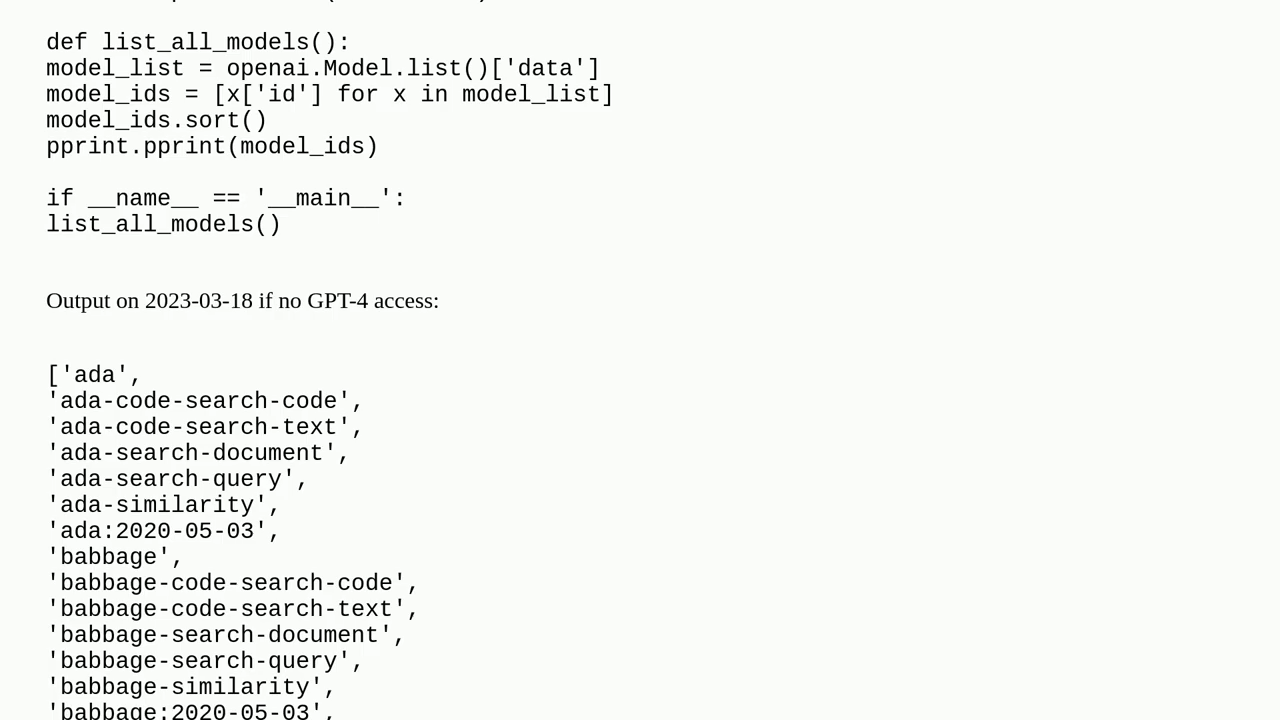 def list_all_models():
model_list = openai.Model.list()['data']
model_ids = [x['id'] for x in model_list]
model_ids.sort()
pprint.pprint(model_ids)
if __name__ == '__main__':
list_all_models()
Output on 2023-03-18 if no GPT-4 access:
['ada',
'ada-code-search-code',
'ada-code-search-text',
'ada-search-document',
'ada-search-query',
'ada-similarity',
'ada:2020-05-03',
'babbage',
'babbage-code-search-code',
'babbage-code-search-text',
'babbage-search-document',
'babbage-search-query',
'babbage-similarity',
'babbage:2020-05-03',